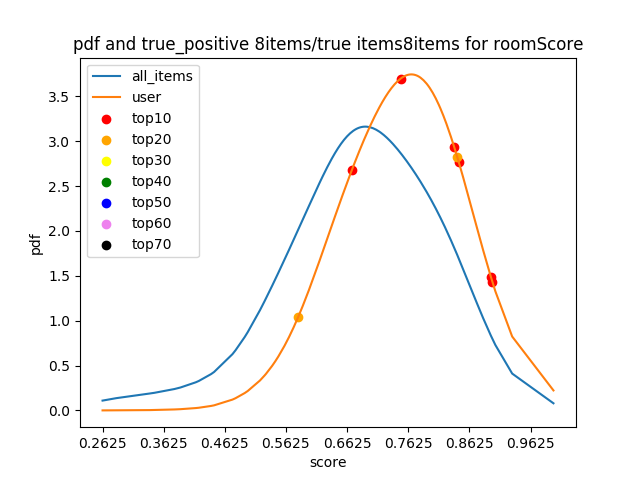 pdf and true_positive 8items/true items8items for roomScore
all_items
user
top10
top20
top30
top40
top50
top60
top70
pdf
3.5
3.0
2.5
2.0
1.5
1.0
0.5
0.0
0.2625 0.3625 0.4625 0.5625 0.6625 0.7625 0.8625 0.9625
score